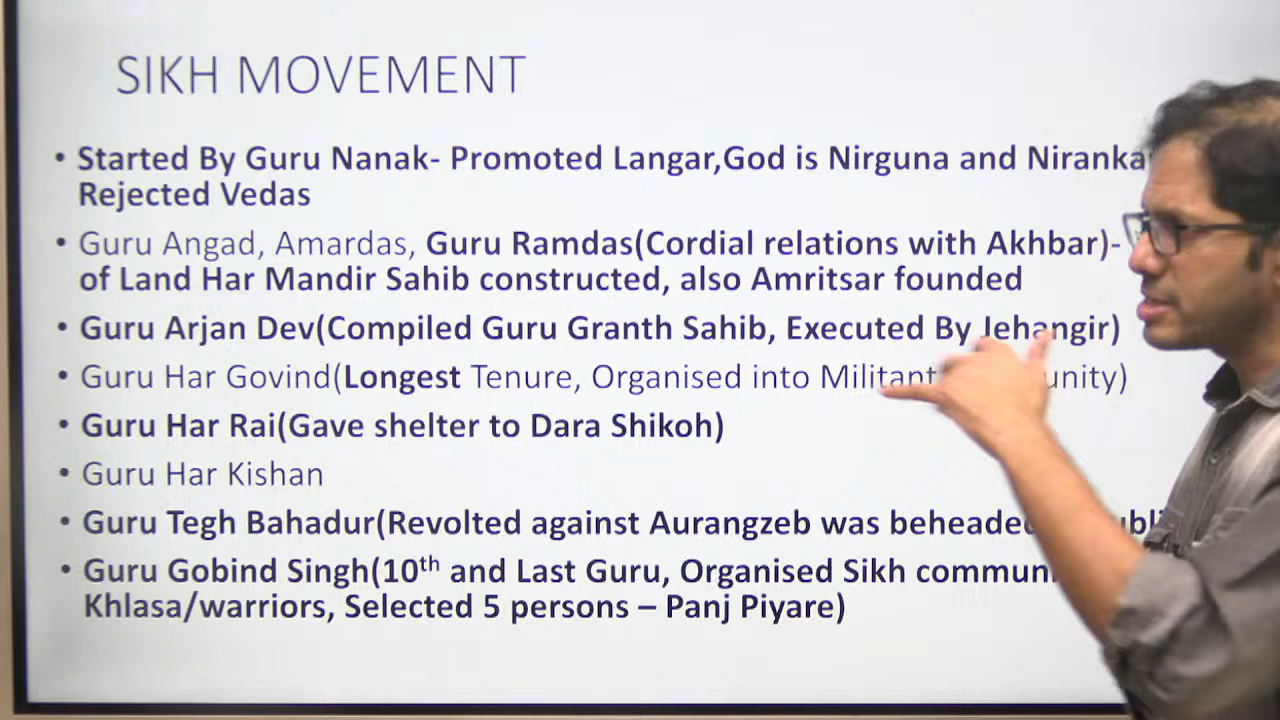 SIKH MOVEMENT
• Started By Guru Nanak- Promoted Langar,God is Nirguna and
Rejected Vedas
• Guru Angad, Amardas, Guru Ramdas(Cordial relations with Akhbar)-
of Land Har Mandir Sahib constructed, also Amritsar founded
• Guru Arjan Dev(Compiled Guru Granth Sahib, Executed By Jehangir)
• Guru Har Govind(Longest Tenure, Organised into Militant
• Guru Har Rai(Gave shelter to Dara Shikoh)
• Guru Har Kishan
• Guru Tegh Bahadur(Revolted against Aurangzeb was beheaded
• Guru Gobind Singh(10th and Last Guru, Organised Sikh
Khlasa/warriors, Selected 5 persons – Panj Piyare)